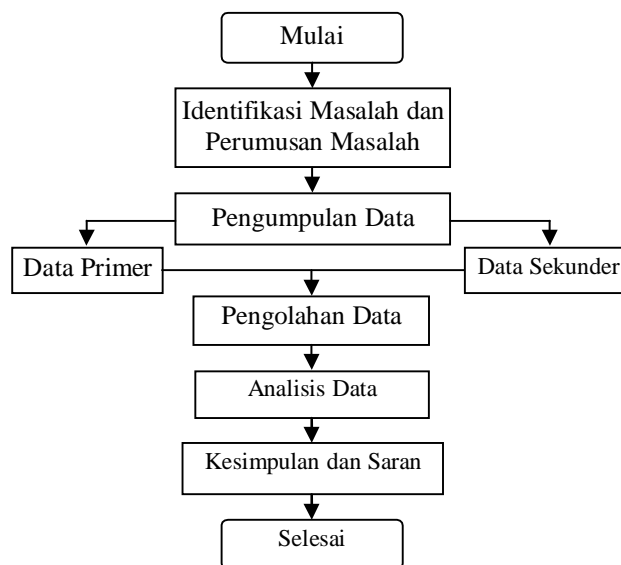 Mulai
Identifikasi Masalah dan
Perumusan Masalah
Pengumpulan Data
Data Primer
Data Sekunder
Pengolahan Data
Analisis Data
Kesimpulan dan Saran
Selesai